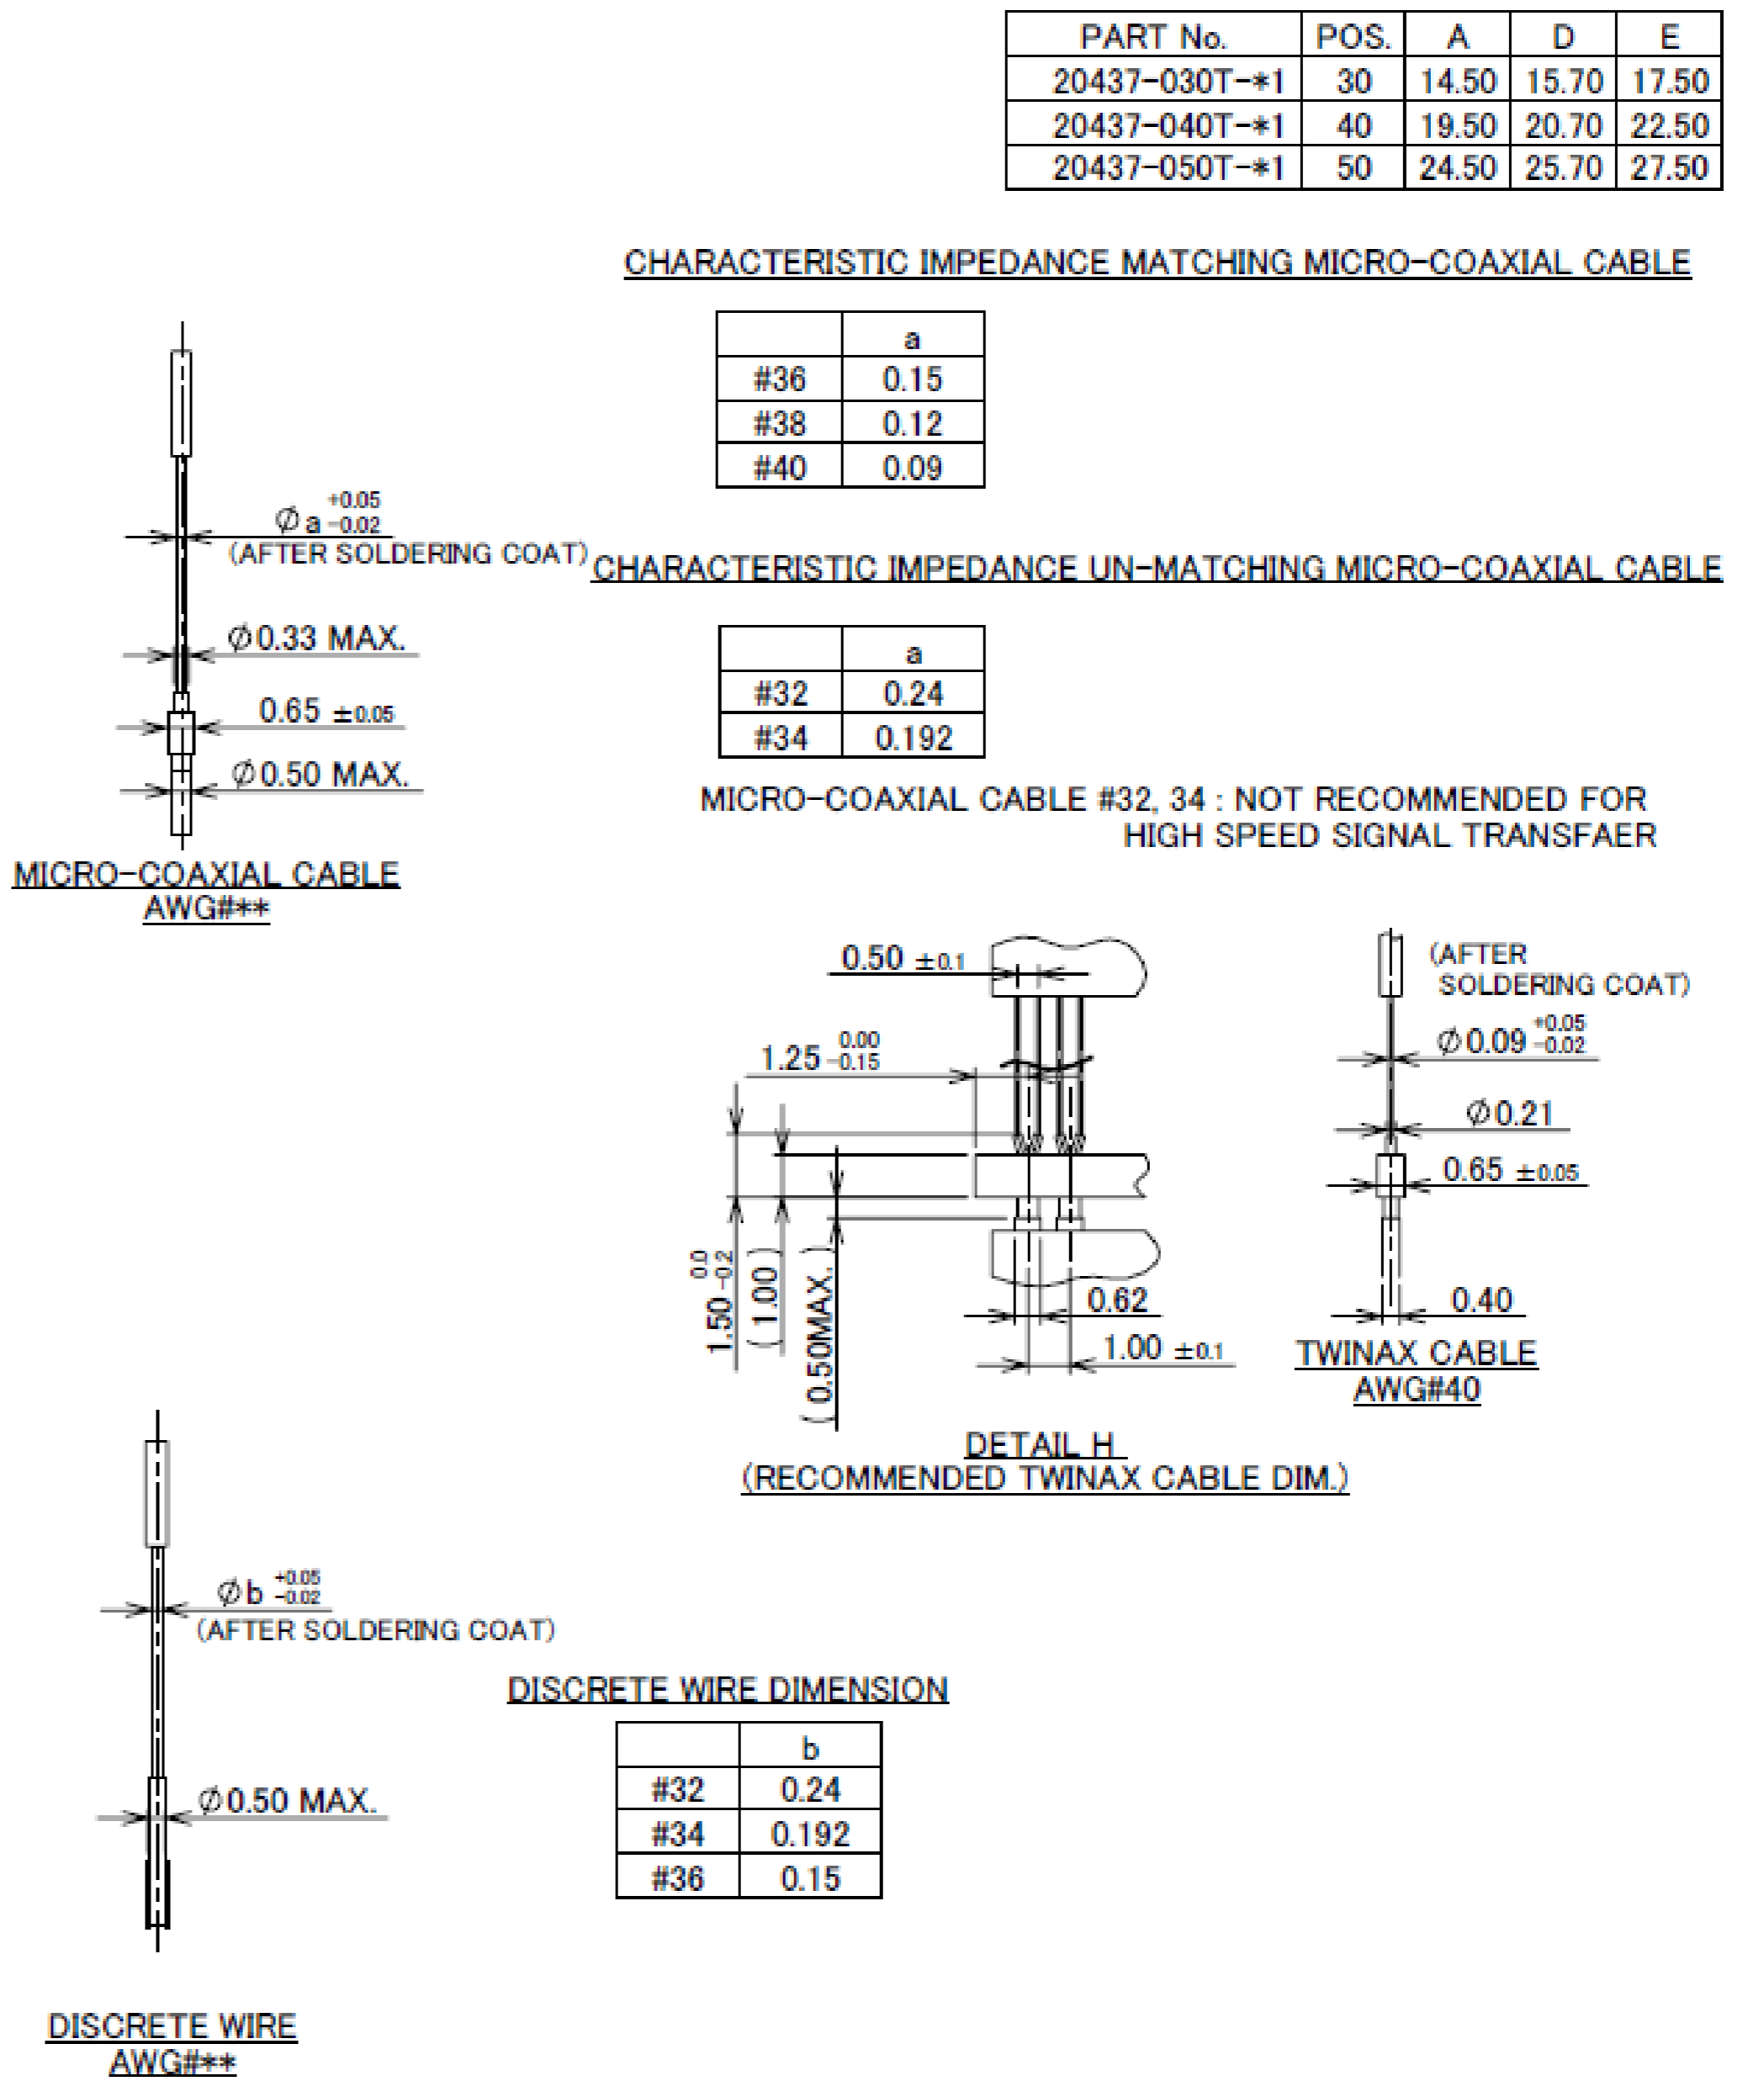 PART No. POS. A D E
20437-030T-*1 30 14.50 15.70 17.50
20437-040T-*1 40 19.50 20.70 22.50
20437-050T-*1 50 24.50 25.70 27.50
CHARACTERISTIC IMPEDANCE MATCHING MICRO-COAXIAL CABLE
a
#36 0.15
#38 0.12
#40 0.09
Øa +0.05 -0.02
(AFTER SOLDERING COAT)
Ø0.33 MAX.
0.65 ±0.05
Ø0.50 MAX.
MICRO-COAXIAL CABLE
AWG#**
CHARACTERISTIC IMPEDANCE UN-MATCHING MICRO-COAXIAL CABLE
a
#32 0.24
#34 0.192
MICRO-COAXIAL CABLE #32, 34 : NOT RECOMMENDED FOR
HIGH SPEED SIGNAL TRANSFAER
0.50 ±0.1
1.25 0.00 -0.15
1.50 0.0 -0.2
(1.00)
(0.50MAX.)
0.62
1.00 ±0.1
DETAIL H
(RECOMMENDED TWINAX CABLE DIM.)
(AFTER
SOLDERING COAT)
Ø0.09 +0.05 -0.02
Ø0.21
0.65 ±0.05
0.40
TWINAX CABLE
AWG#40
Øb +0.05 -0.02
(AFTER SOLDERING COAT)
Ø0.50 MAX.
DISCRETE WIRE DIMENSION
b
#32 0.24
#34 0.192
#36 0.15
DISCRETE WIRE
AWG#**